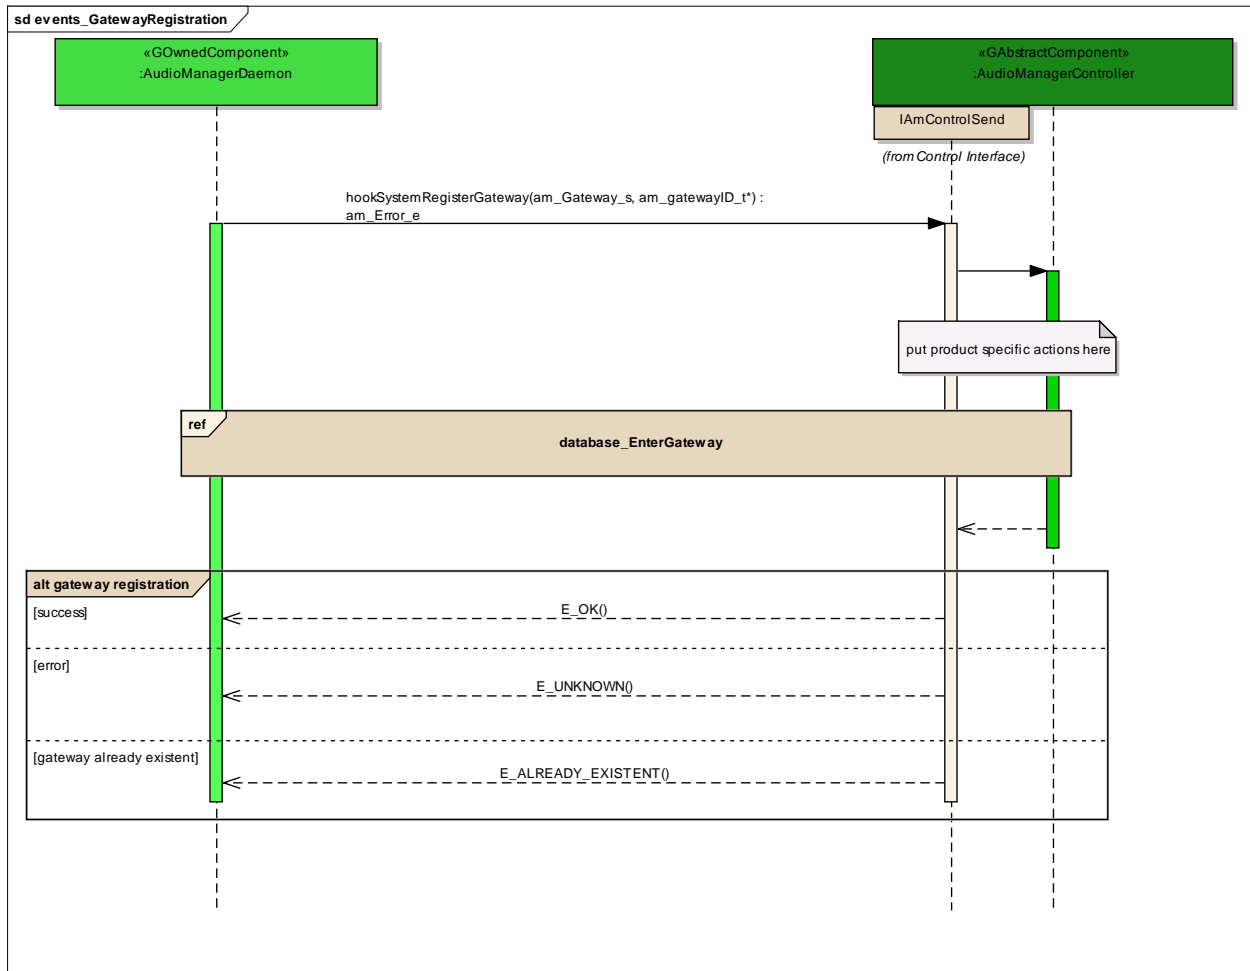 sd events_GatewayRegistration
«GOwnedComponent»
:AudioManagerDaemon
«GAbstractComponent»
:AudioManagerController
IAmControlSend
(from Control Interface)
hookSystemRegisterGateway(am_Gateway_s, am_gatewayID_t*) :
am_Error_e
put product specific actions here
ref
database_EnterGateway
alt gateway registration
[success]
E_OK()
[error]
E_UNKNOWN()
[gateway already existent]
E_ALREADY_EXISTENT()